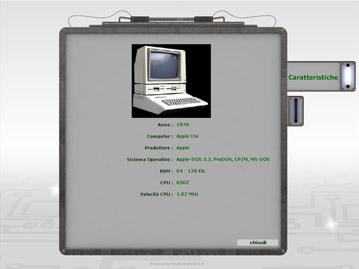 Caratteristiche
Anno : 1976
Computer : Apple IIe
Produttore : Apple
Sistema Operativo : Apple-DOS 3.3, ProDOS, CP/M, MS-DOS
RAM : 64 - 128 Kb
CPU : 6502
Velocità CPU : 1,02 MHz
chiudi